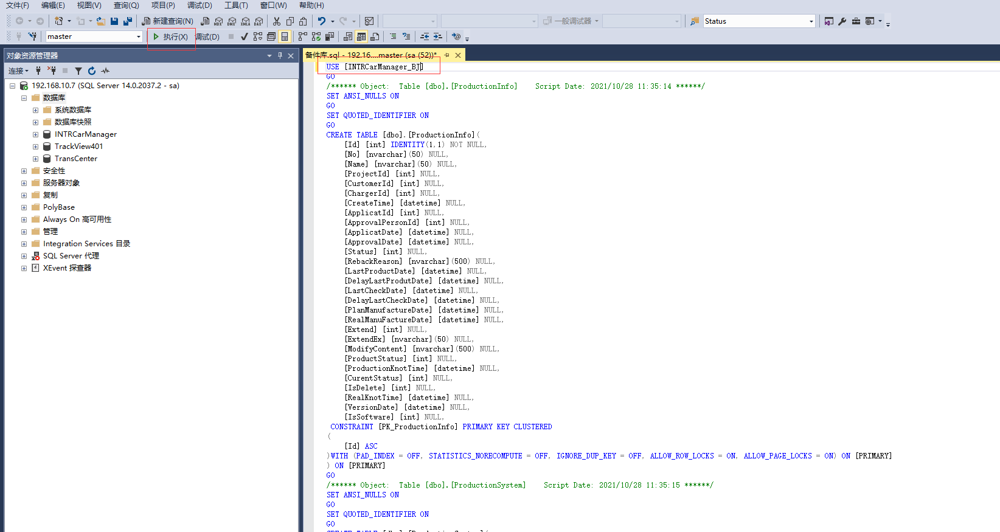 文件(F) 编辑(E) 视图(V) 查询(Q) 项目(P) 调试(D) 工具(T) 窗口(W) 帮助(H)
新建查询(N) MDX DMX XMLA DAX 一般调试器 Status
master 执行(X) 调试(D)
对象资源管理器
连接
192.168.10.7 (SQL Server 14.0.2037.2 - sa)
数据库
系统数据库
数据库快照
INTRCarManager
TrackView401
TransCenter
安全性
服务器对象
复制
PolyBase
Always On 高可用性
管理
Integration Services 目录
SQL Server 代理
XEvent 探查器
备件库.sql - 192.16....master (sa (52))*
USE [INTRCarManager_BJ]
GO
/****** Object:  Table [dbo].[ProductionInfo]    Script Date: 2021/10/28 11:35:14 ******/
SET ANSI_NULLS ON
GO
SET QUOTED_IDENTIFIER ON
GO
CREATE TABLE [dbo].[ProductionInfo](
[Id] [int] IDENTITY(1,1) NOT NULL,
[No] [nvarchar](50) NULL,
[Name] [nvarchar](50) NULL,
[ProjectId] [int] NULL,
[CustomerId] [int] NULL,
[ChargerId] [int] NULL,
[CreateTime] [datetime] NULL,
[ApplicatId] [int] NULL,
[ApprovalPersonId] [int] NULL,
[ApplicatDate] [datetime] NULL,
[ApprovalDate] [datetime] NULL,
[Status] [int] NULL,
[RebackReason] [nvarchar](500) NULL,
[LastProductDate] [datetime] NULL,
[DelayLastProdutDate] [datetime] NULL,
[LastCheckDate] [datetime] NULL,
[DelayLastCheckDate] [datetime] NULL,
[PlanManufactureDate] [datetime] NULL,
[RealManuFactureDate] [datetime] NULL,
[Extend] [int] NULL,
[ExtendEx] [nvarchar](50) NULL,
[ModifyContent] [nvarchar](500) NULL,
[ProductStatus] [int] NULL,
[ProductionKnotTime] [datetime] NULL,
[CurentStatus] [int] NULL,
[IsDelete] [int] NULL,
[RealKnotTime] [datetime] NULL,
[VersionDate] [datetime] NULL,
[IsSoftware] [int] NULL,
CONSTRAINT [PK_ProductionInfo] PRIMARY KEY CLUSTERED
(
[Id] ASC
)WITH (PAD_INDEX = OFF, STATISTICS_NORECOMPUTE = OFF, IGNORE_DUP_KEY = OFF, ALLOW_ROW_LOCKS = ON, ALLOW_PAGE_LOCKS = ON) ON [PRIMARY]
) ON [PRIMARY]
GO
/****** Object:  Table [dbo].[ProductionSystem]    Script Date: 2021/10/28 11:35:15 ******/
SET ANSI_NULLS ON
GO
SET QUOTED_IDENTIFIER ON
GO